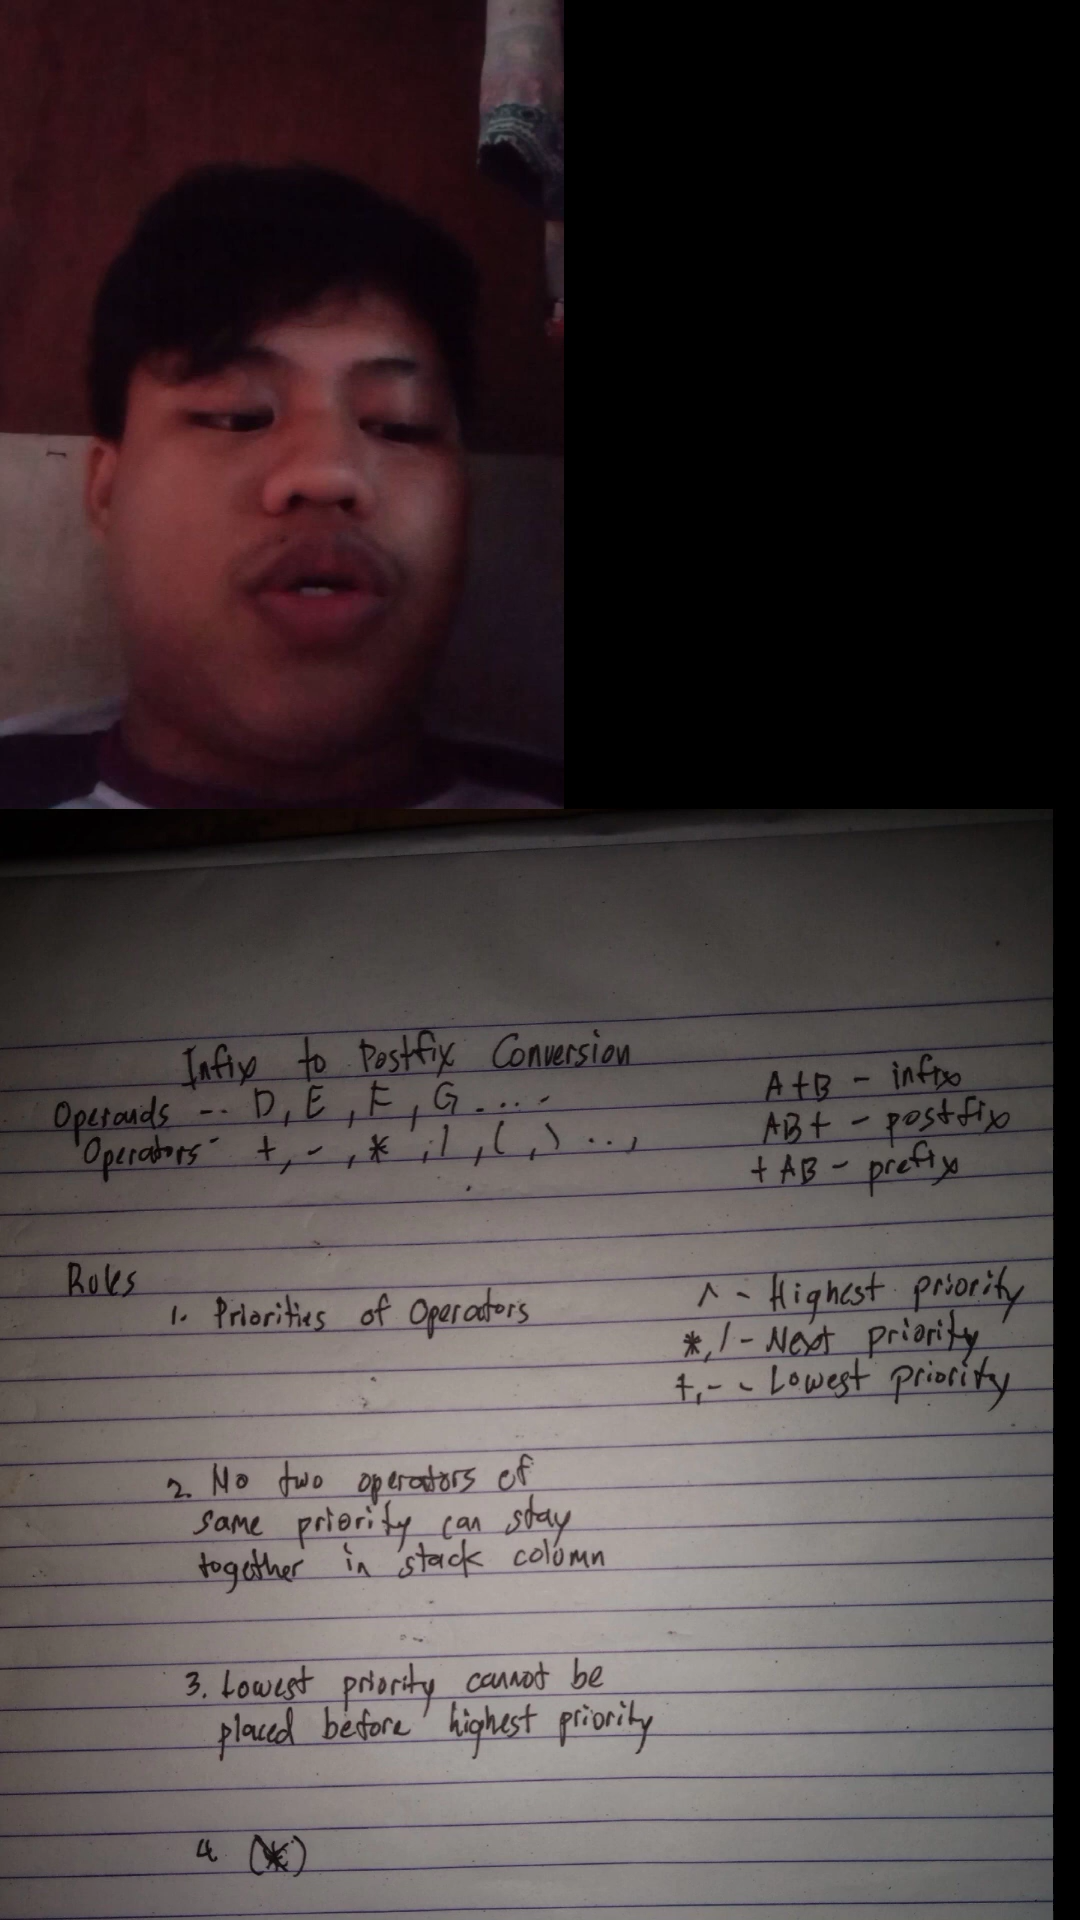 Infix to Postfix Conversion
Operands -- D, E, F, G ....-
Operators - +, -, *, /, (, ) ..,
A+B - infix
AB+ - postfix
+AB - prefix
Rules
1. Priorities of Operators
^ - Highest priority
*, / - Next priority
+, - - Lowest priority
2. No two operators of
same priority can stay
together in stack column
3. Lowest priority cannot be
placed before highest priority
4 (*)